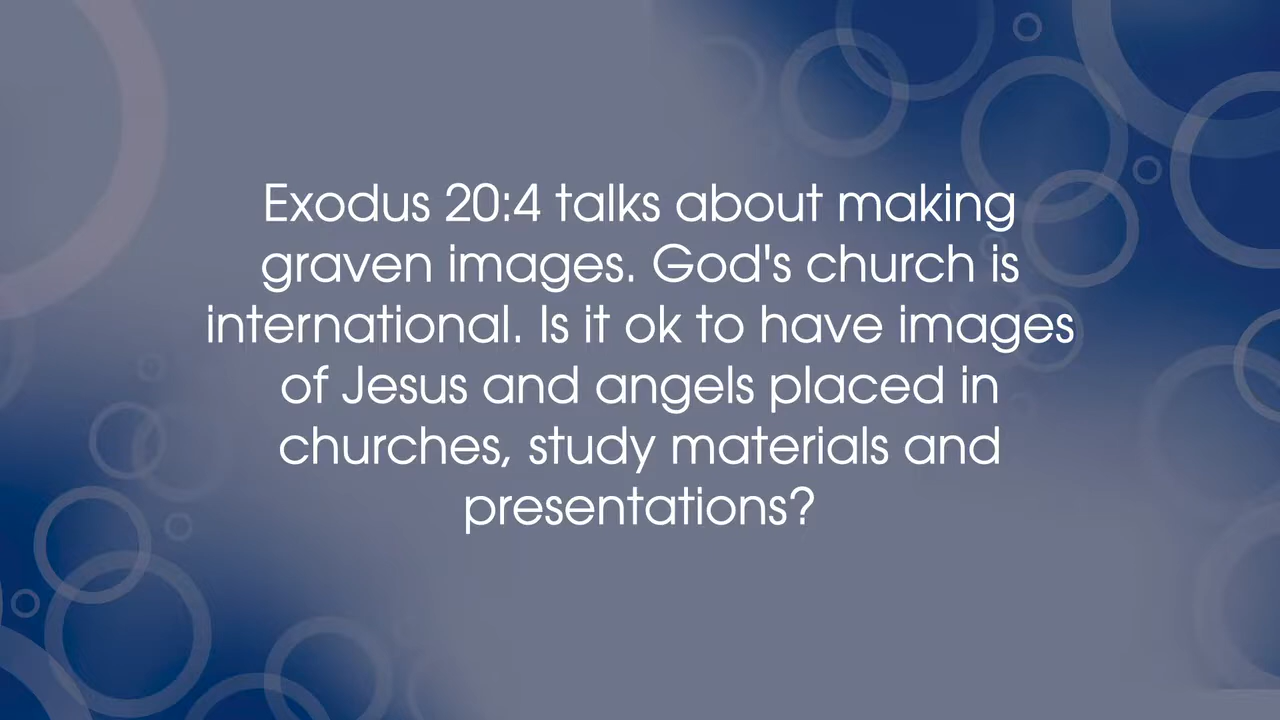 Exodus 20:4 talks about making
graven images. God's church is
international. Is it ok to have images
of Jesus and angels placed in
churches, study materials and
presentations?